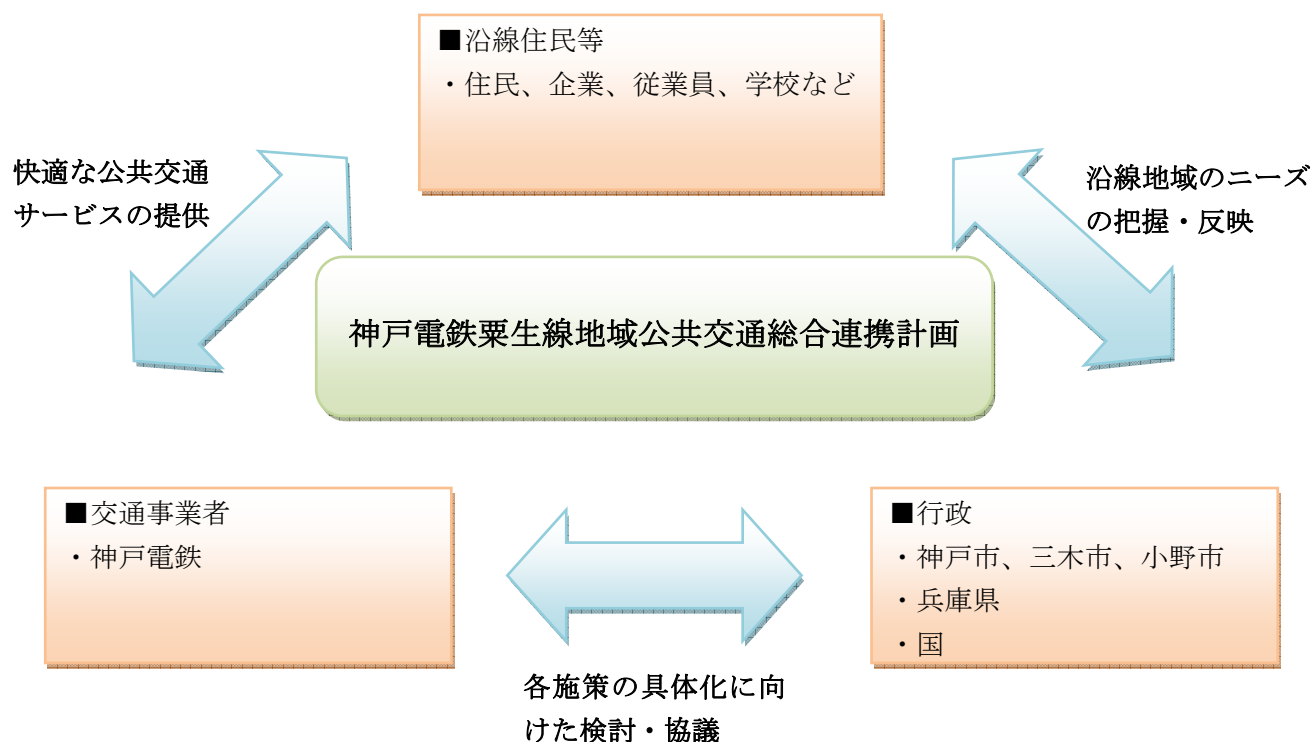 ■沿線住民等
・住民、企業、従業員、学校など
快適な公共交通
サービスの提供
沿線地域のニーズ
の把握・反映
神戸電鉄粟生線地域公共交通総合連携計画
■交通事業者
・神戸電鉄
■行政
・神戸市、三木市、小野市
・兵庫県
・国
各施策の具体化に向
けた検討・協議